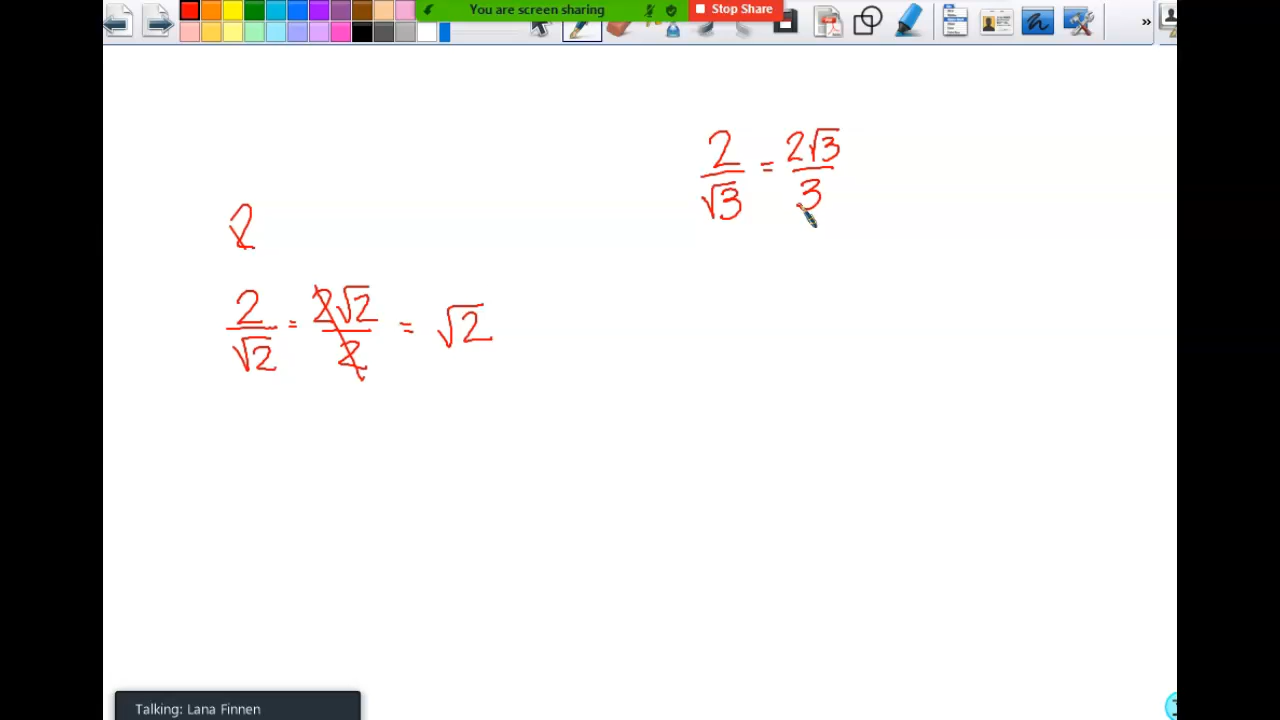 You are screen sharing
Stop Share
»
2/√3 = 2√3/3
2
2/√2 = 2√2/2 = √2
Talking: Lana Finnen